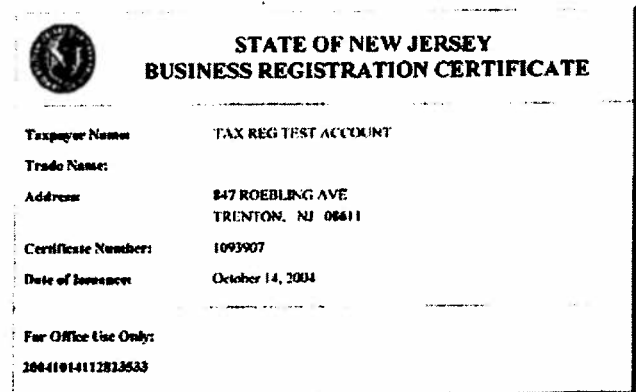 STATE OF NEW JERSEY
BUSINESS REGISTRATION CERTIFICATE
Taxpayer Name: TAX REG TEST ACCOUNT
Trade Name:
Address: 847 ROEBLING AVE
TRENTON, NJ 08611
Certificate Number: 1093907
Date of Issuance: October 14, 2004
For Office Use Only:
20041014112823533